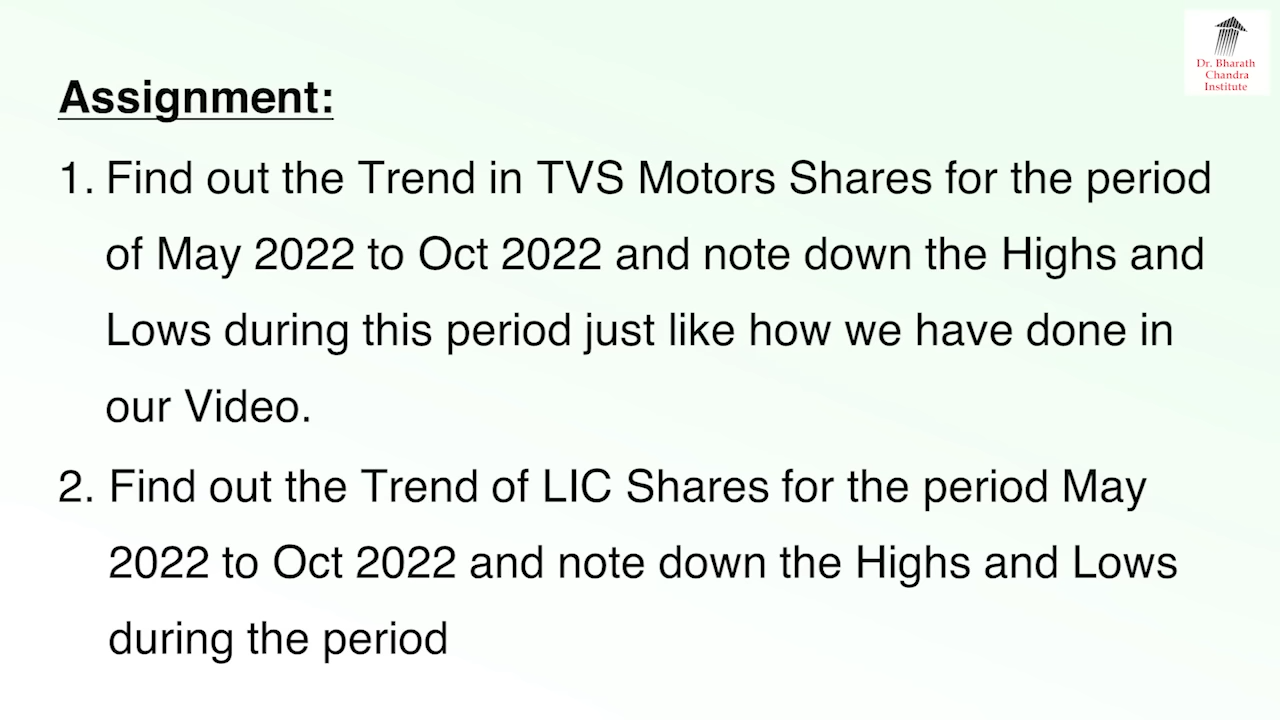 Dr. Bharath
Chandra
Institute
Assignment:
1. Find out the Trend in TVS Motors Shares for the period
of May 2022 to Oct 2022 and note down the Highs and
Lows during this period just like how we have done in
our Video.
2. Find out the Trend of LIC Shares for the period May
2022 to Oct 2022 and note down the Highs and Lows
during the period